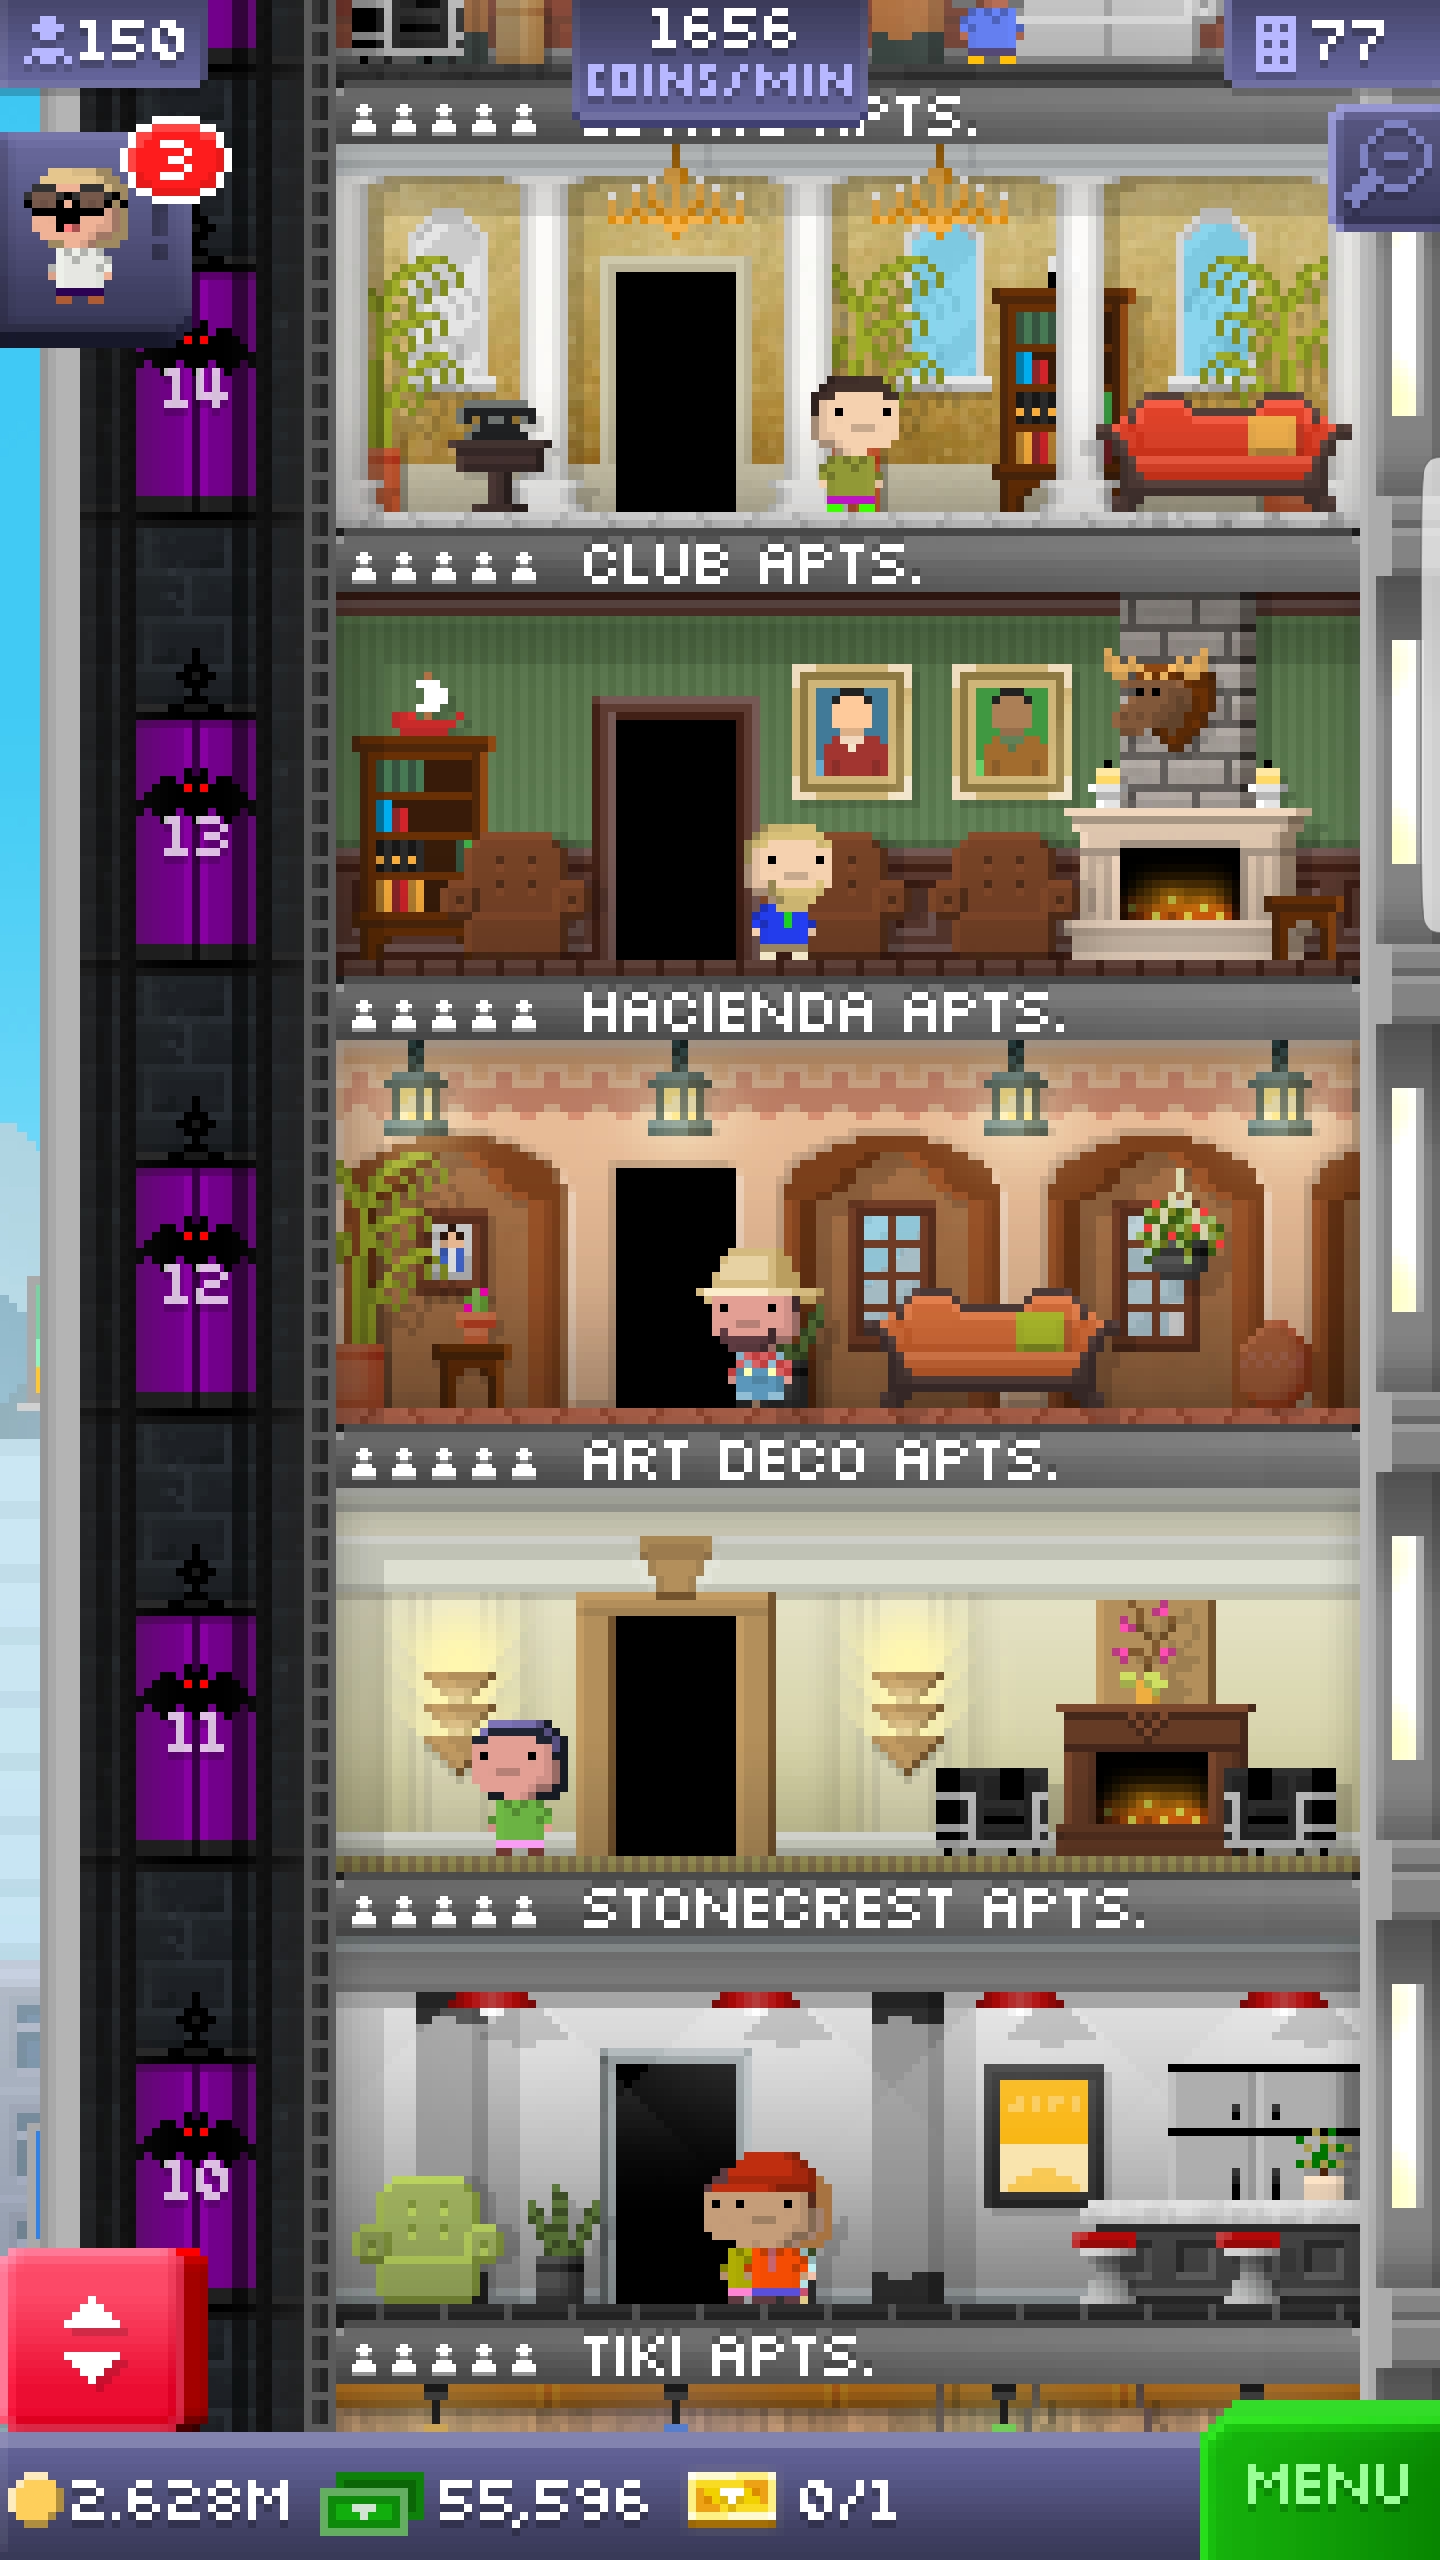 150
1656
COINS/MIN
77
3
APTS.
14
CLUB APTS.
13
HACIENDA APTS.
12
ART DECO APTS.
11
STONECREST APTS.
10
TIKI APTS.
2.628M
55,596
0/1
MENU